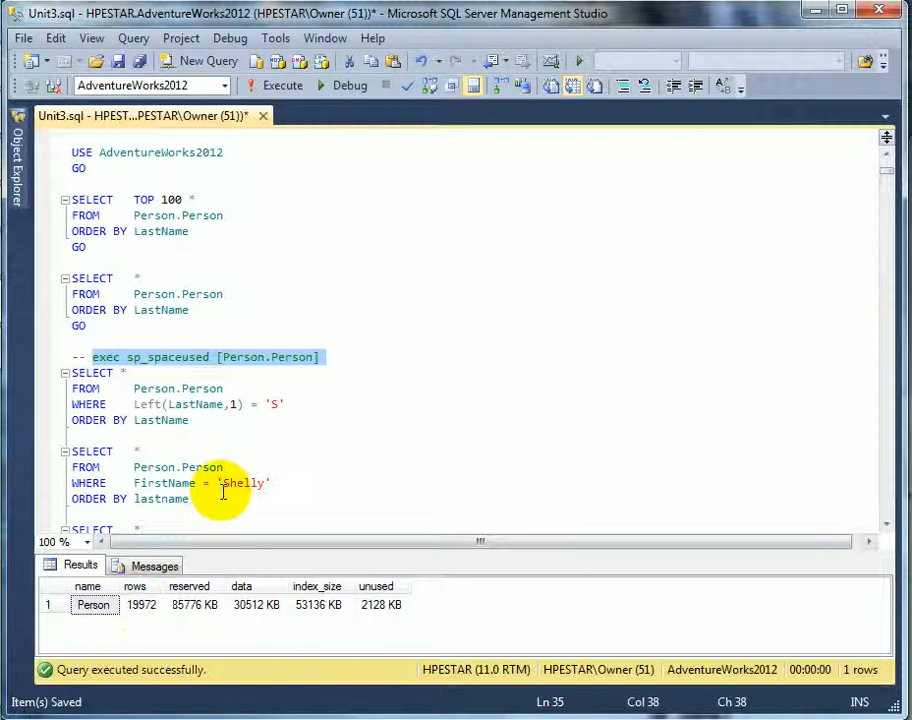 Unit3.sql - HPESTAR.AdventureWorks2012 (HPESTAR\Owner (51))* - Microsoft SQL Server Management Studio
File Edit View Query Project Debug Tools Window Help
New Query
AdventureWorks2012 Execute Debug
Unit3.sql - HPEST...PESTAR\Owner (51))*
Object Explorer
USE AdventureWorks2012
GO
SELECT TOP 100 *
FROM Person.Person
ORDER BY LastName
GO
SELECT *
FROM Person.Person
ORDER BY LastName
GO
-- exec sp_spaceused [Person.Person]
SELECT *
FROM Person.Person
WHERE Left(LastName,1) = 'S'
ORDER BY LastName
SELECT *
FROM Person.Person
WHERE FirstName = 'Shelly'
ORDER BY lastname
SELECT *
100 %
Results Messages
name rows reserved data index_size unused
1 Person 19972 85776 KB 30512 KB 53136 KB 2128 KB
Query executed successfully. HPESTAR (11.0 RTM) HPESTAR\Owner (51) AdventureWorks2012 00:00:00 1 rows
Item(s) Saved Ln 35 Col 38 Ch 38 INS